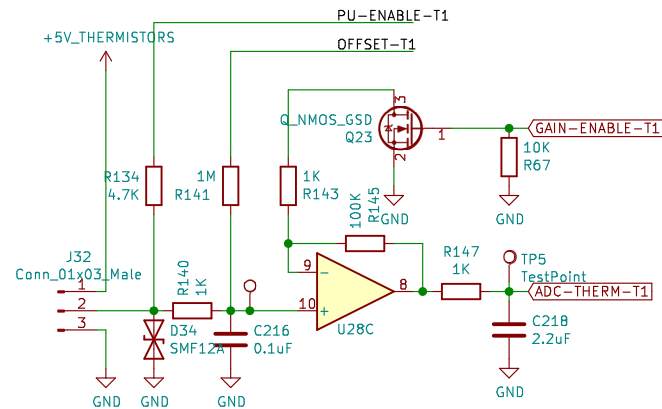 PU-ENABLE-T1
+5V_THERMISTORS
OFFSET-T1
Q_NMOS_GSD
Q23
3
1
2
GAIN-ENABLE-T1
10K
R67
GND
GND
R134
4.7K
1M
R141
1K
R143
100K
R145
J32
Conn_01x03_Male
1
2
3
R140
1K
9
10
8
U28C
R147
1K
TP5
TestPoint
ADC-THERM-T1
D34
SMF12A
C216
0.1uF
C218
2.2uF
GND
GND
GND
GND